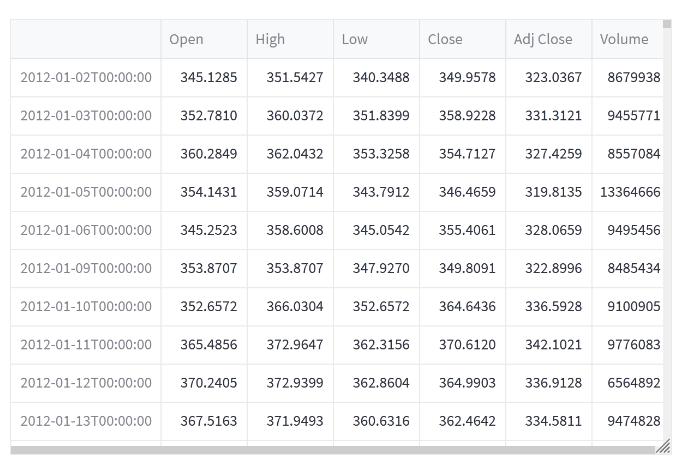 Open High Low Close Adj Close Volume
2012-01-02T00:00:00 345.1285 351.5427 340.3488 349.9578 323.0367 8679938
2012-01-03T00:00:00 352.7810 360.0372 351.8399 358.9228 331.3121 9455771
2012-01-04T00:00:00 360.2849 362.0432 353.3258 354.7127 327.4259 8557084
2012-01-05T00:00:00 354.1431 359.0714 343.7912 346.4659 319.8135 13364666
2012-01-06T00:00:00 345.2523 358.6008 345.0542 355.4061 328.0659 9495456
2012-01-09T00:00:00 353.8707 353.8707 347.9270 349.8091 322.8996 8485434
2012-01-10T00:00:00 352.6572 366.0304 352.6572 364.6436 336.5928 9100905
2012-01-11T00:00:00 365.4856 372.9647 362.3156 370.6120 342.1021 9776083
2012-01-12T00:00:00 370.2405 372.9399 362.8604 364.9903 336.9128 6564892
2012-01-13T00:00:00 367.5163 371.9493 360.6316 362.4642 334.5811 9474828